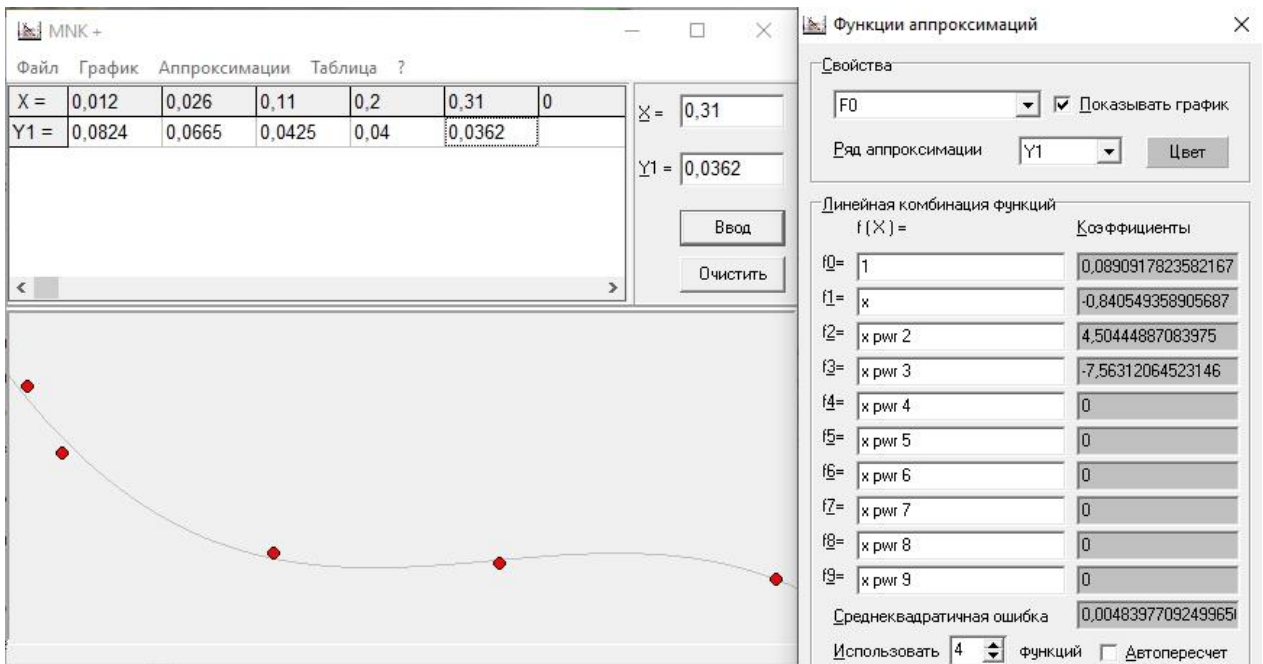 MNK +
Файл График Аппроксимации Таблица ?
X = 0,012 0,026 0,11 0,2 0,31 0
Y1 = 0,0824 0,0665 0,0425 0,04 0,0362
X = 0,31
Y1 = 0,0362
Ввод
Очистить
Функции аппроксимаций
Свойства
F0 Показывать график
Ряд аппроксимации Y1 Цвет
Линейная комбинация функций
f ( X ) = Коэффициенты
f0= 1 0,0890917823582167
f1= x -0,840549358905687
f2= x pwr 2 4,50444887083975
f3= x pwr 3 -7,56312064523146
f4= x pwr 4 0
f5= x pwr 5 0
f6= x pwr 6 0
f7= x pwr 7 0
f8= x pwr 8 0
f9= x pwr 9 0
Среднеквадратичная ошибка 0,0048397709249965
Использовать 4 функций Автопересчет